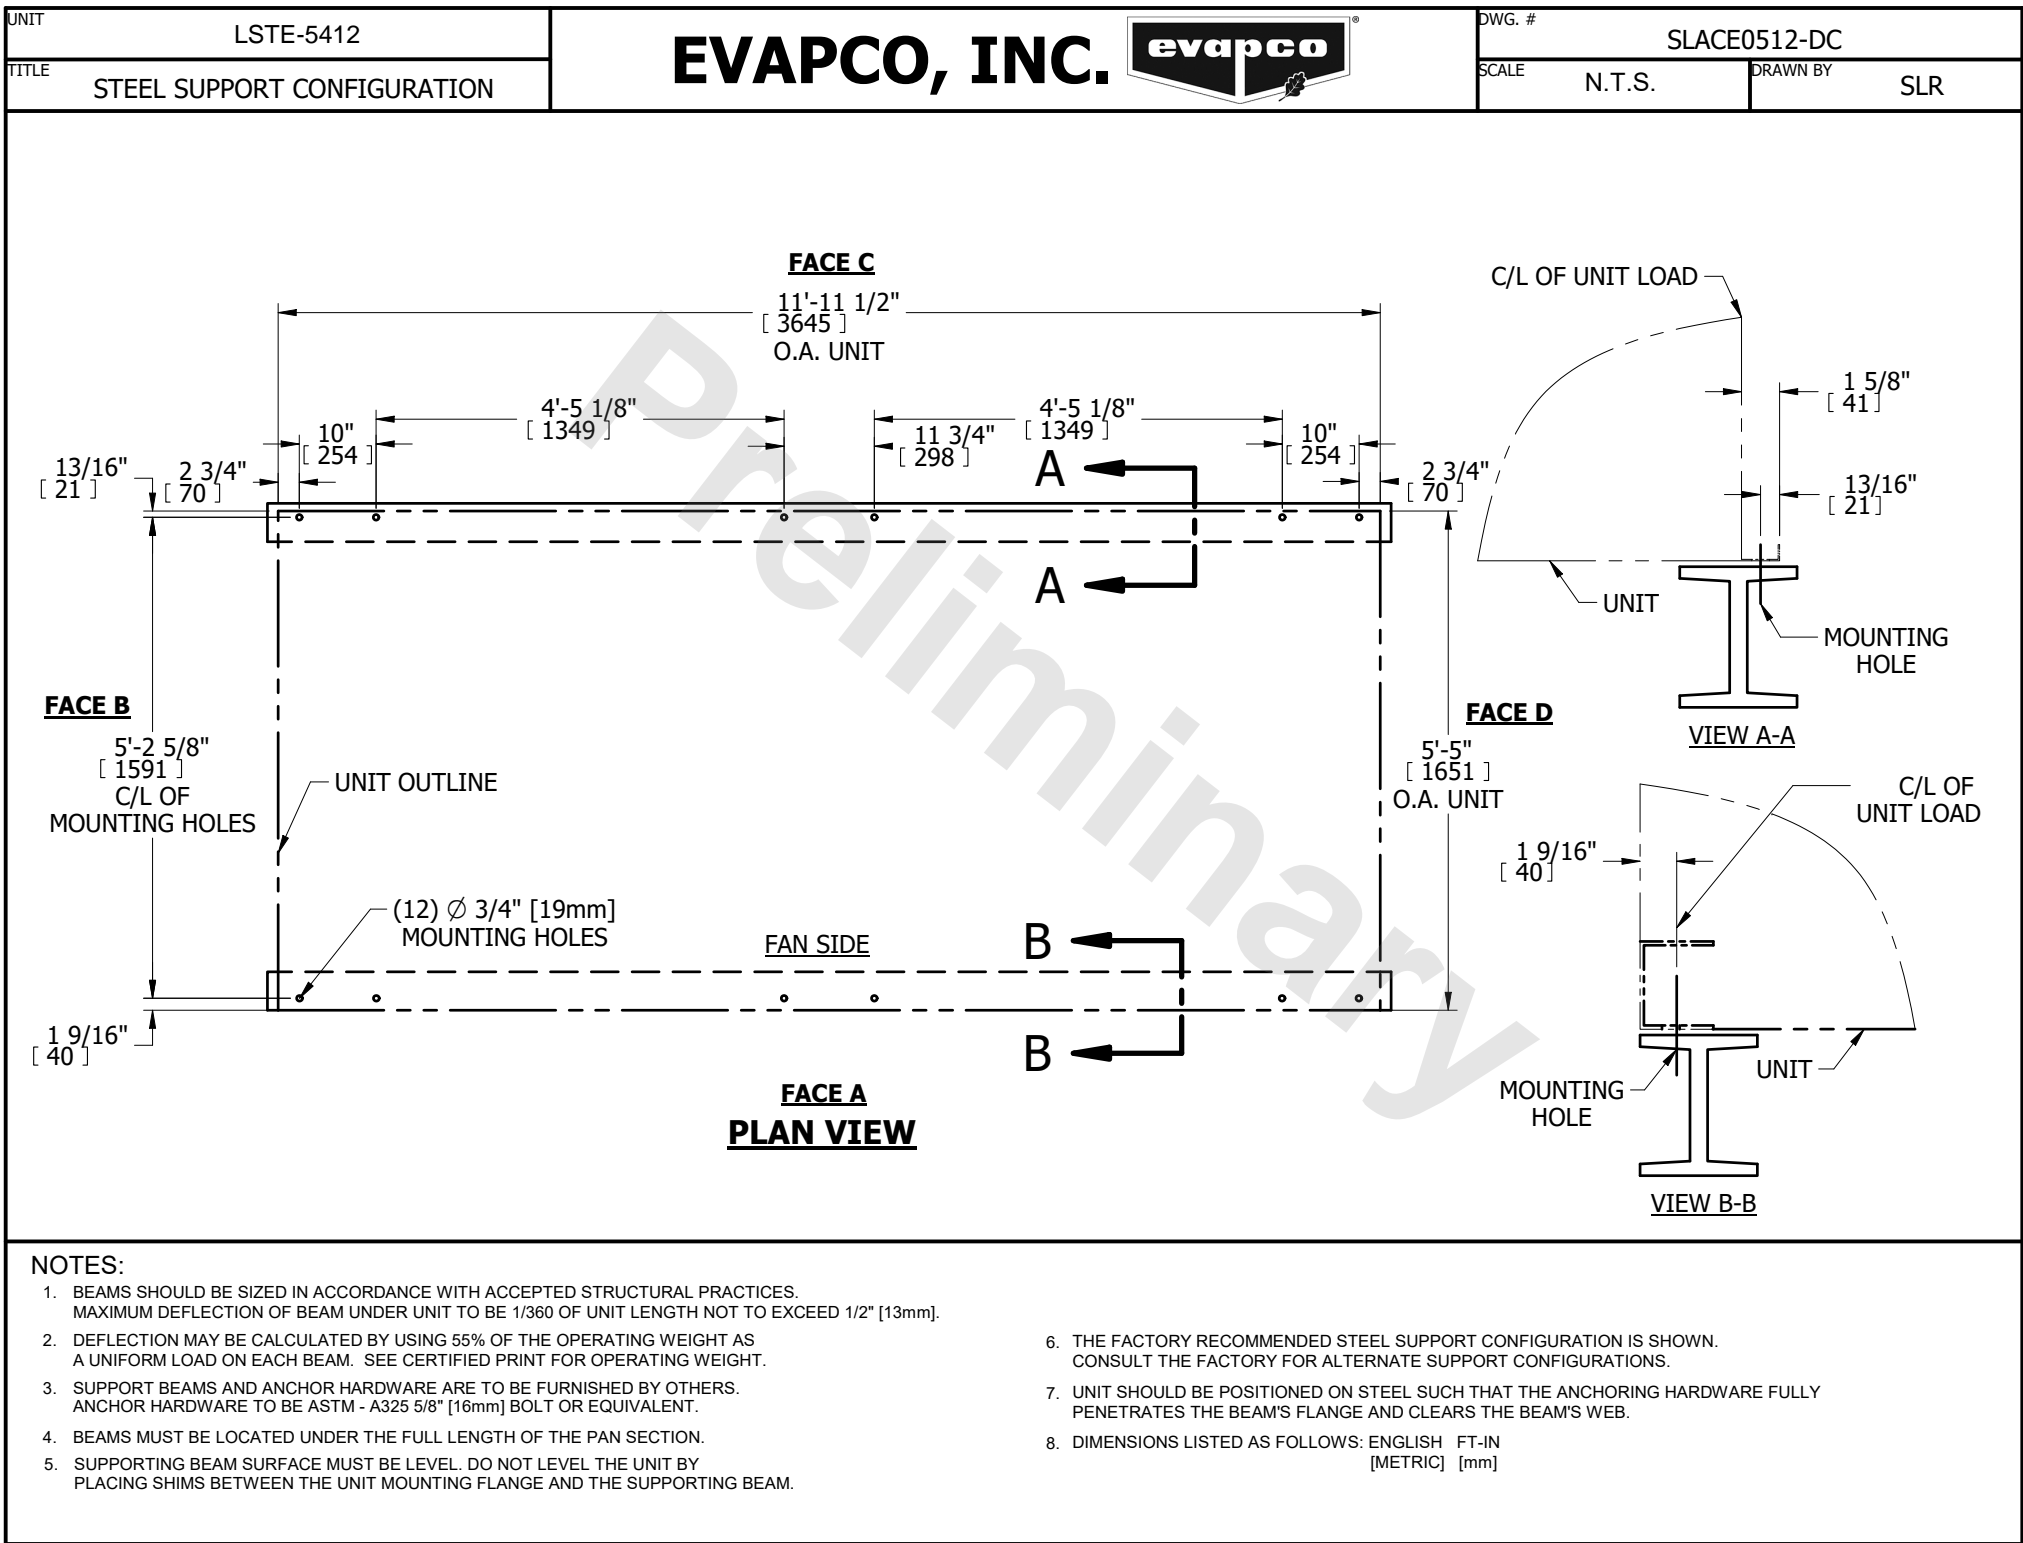 UNIT
LSTE-5412
TITLE
STEEL SUPPORT CONFIGURATION
EVAPCO, INC.
evapco
®
DWG. #
SLACE0512-DC
SCALE
N.T.S.
DRAWN BY
SLR
FACE C
11'-11 1/2"
[ 3645 ]
O.A. UNIT
4'-5 1/8"
[ 1349 ]
4'-5 1/8"
[ 1349 ]
10"
[ 254 ]
11 3/4"
[ 298 ]
10"
[ 254 ]
13/16"
[ 21 ]
2 3/4"
[ 70 ]
2 3/4"
[ 70 ]
A
A
FACE B
5'-2 5/8"
[ 1591 ]
C/L OF
MOUNTING HOLES
UNIT OUTLINE
FACE D
5'-5"
[ 1651 ]
O.A. UNIT
(12) ∅ 3/4" [19mm]
MOUNTING HOLES
FAN SIDE
B
B
1 9/16"
[ 40 ]
FACE A
PLAN VIEW
Preliminary
C/L OF UNIT LOAD
1 5/8"
[ 41 ]
13/16"
[ 21 ]
UNIT
MOUNTING
HOLE
VIEW A-A
C/L OF
UNIT LOAD
1 9/16"
[ 40 ]
UNIT
MOUNTING
HOLE
VIEW B-B
NOTES:
1. BEAMS SHOULD BE SIZED IN ACCORDANCE WITH ACCEPTED STRUCTURAL PRACTICES.
MAXIMUM DEFLECTION OF BEAM UNDER UNIT TO BE 1/360 OF UNIT LENGTH NOT TO EXCEED 1/2" [13mm].
2. DEFLECTION MAY BE CALCULATED BY USING 55% OF THE OPERATING WEIGHT AS
A UNIFORM LOAD ON EACH BEAM. SEE CERTIFIED PRINT FOR OPERATING WEIGHT.
3. SUPPORT BEAMS AND ANCHOR HARDWARE ARE TO BE FURNISHED BY OTHERS.
ANCHOR HARDWARE TO BE ASTM - A325 5/8" [16mm] BOLT OR EQUIVALENT.
4. BEAMS MUST BE LOCATED UNDER THE FULL LENGTH OF THE PAN SECTION.
5. SUPPORTING BEAM SURFACE MUST BE LEVEL. DO NOT LEVEL THE UNIT BY
PLACING SHIMS BETWEEN THE UNIT MOUNTING FLANGE AND THE SUPPORTING BEAM.
6. THE FACTORY RECOMMENDED STEEL SUPPORT CONFIGURATION IS SHOWN.
CONSULT THE FACTORY FOR ALTERNATE SUPPORT CONFIGURATIONS.
7. UNIT SHOULD BE POSITIONED ON STEEL SUCH THAT THE ANCHORING HARDWARE FULLY
PENETRATES THE BEAM'S FLANGE AND CLEARS THE BEAM'S WEB.
8. DIMENSIONS LISTED AS FOLLOWS: ENGLISH FT-IN
[METRIC] [mm]